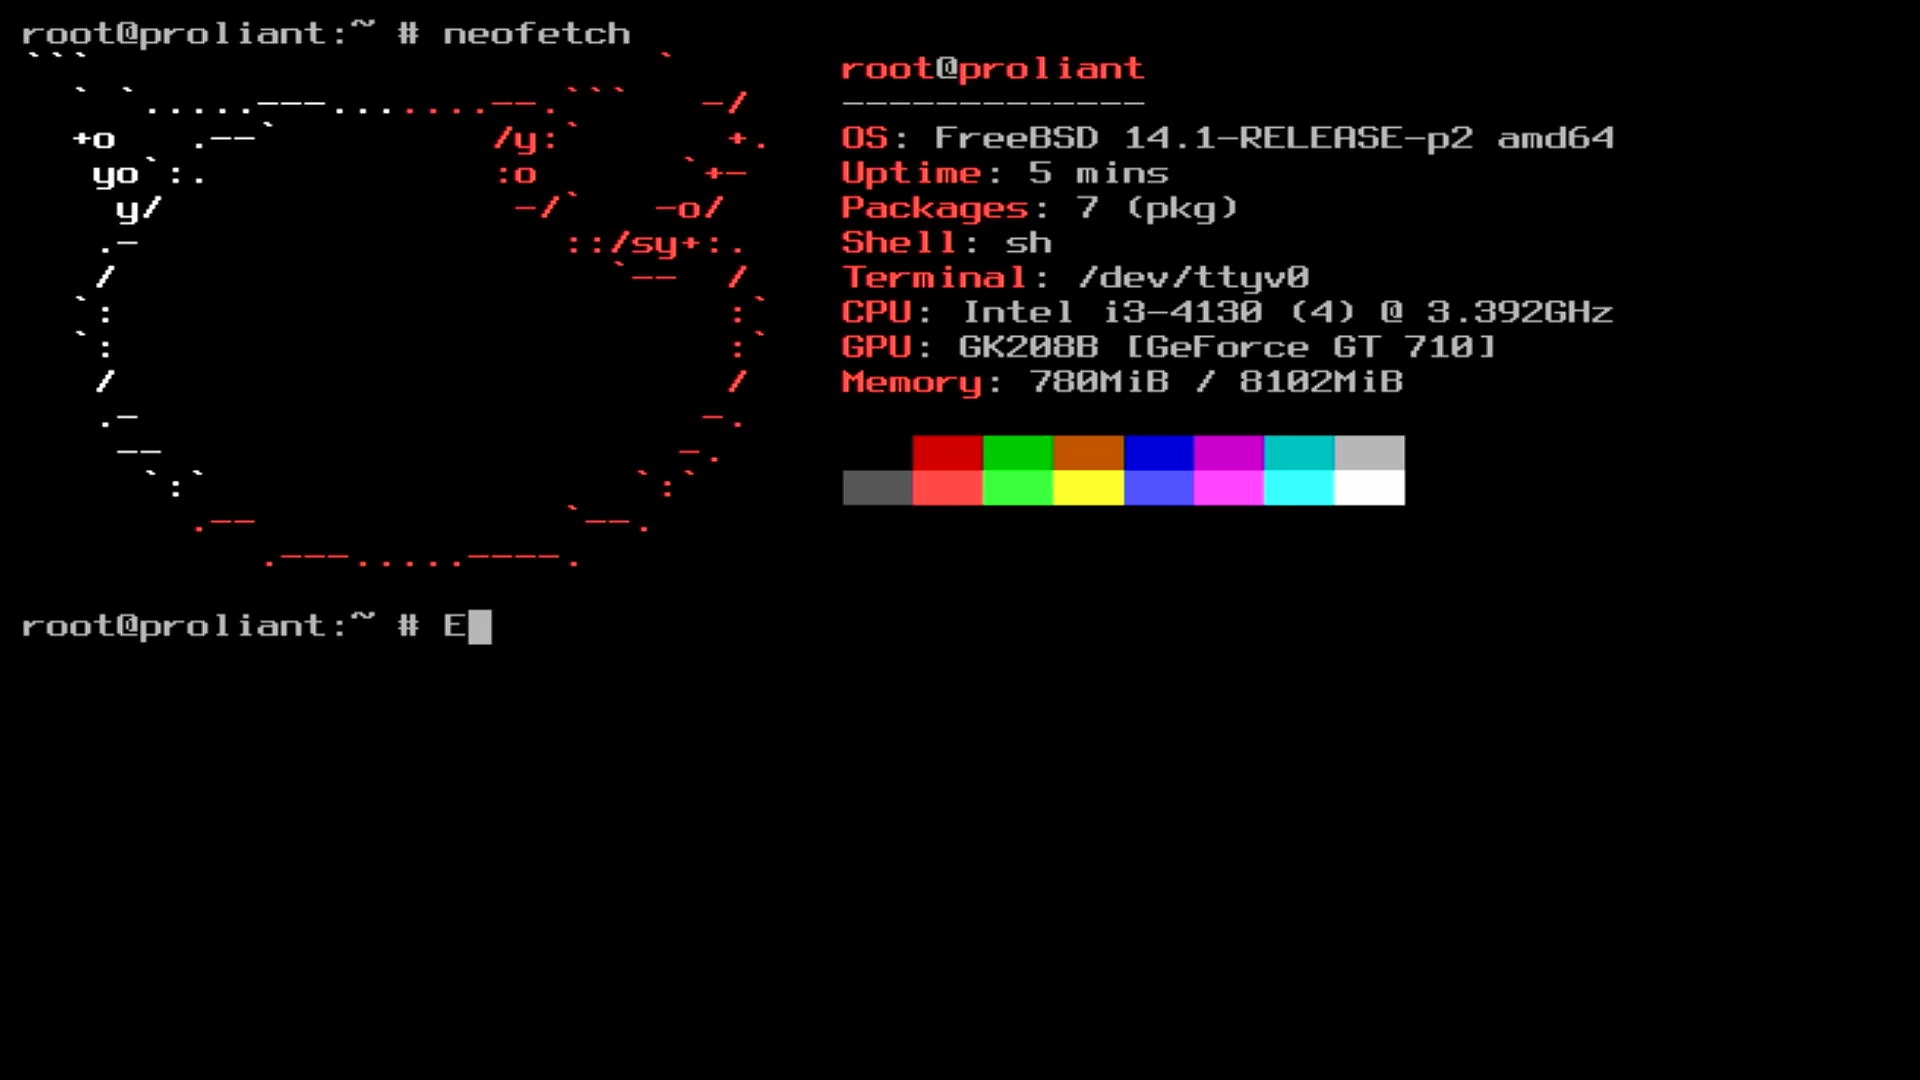 root@proliant:~ # neofetch
```                        `
  ` `.....---.......--.```   -/
  +o   .--`         /y:`      +.
   yo`:.            :o      `+-
    y/               -/`   -o/
   .-                  ::/sy+:.
   /                     `--  /
  `:                          :`
  `:                          :`
   /                          /
   .-                        -.
    --                      -.
     `:`                  `:`
       .--             `--.
          .---.....----.
root@proliant
-------------
OS: FreeBSD 14.1-RELEASE-p2 amd64
Uptime: 5 mins
Packages: 7 (pkg)
Shell: sh
Terminal: /dev/ttyv0
CPU: Intel i3-4130 (4) @ 3.392GHz
GPU: GK208B [GeForce GT 710]
Memory: 780MiB / 8102MiB
root@proliant:~ # E